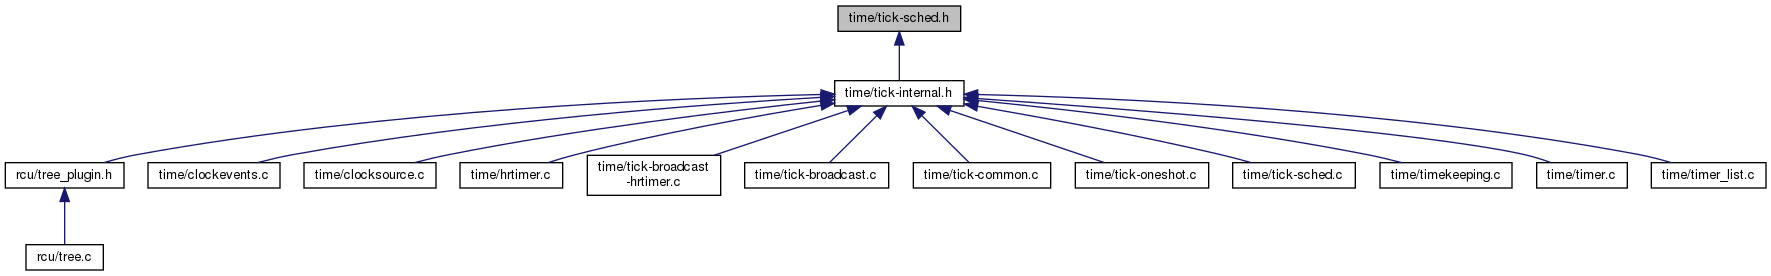 time/tick-sched.h
time/tick-internal.h
rcu/tree_plugin.h
time/clockevents.c
time/clocksource.c
time/hrtimer.c
time/tick-broadcast
-hrtimer.c
time/tick-broadcast.c
time/tick-common.c
time/tick-oneshot.c
time/tick-sched.c
time/timekeeping.c
time/timer.c
time/timer_list.c
rcu/tree.c